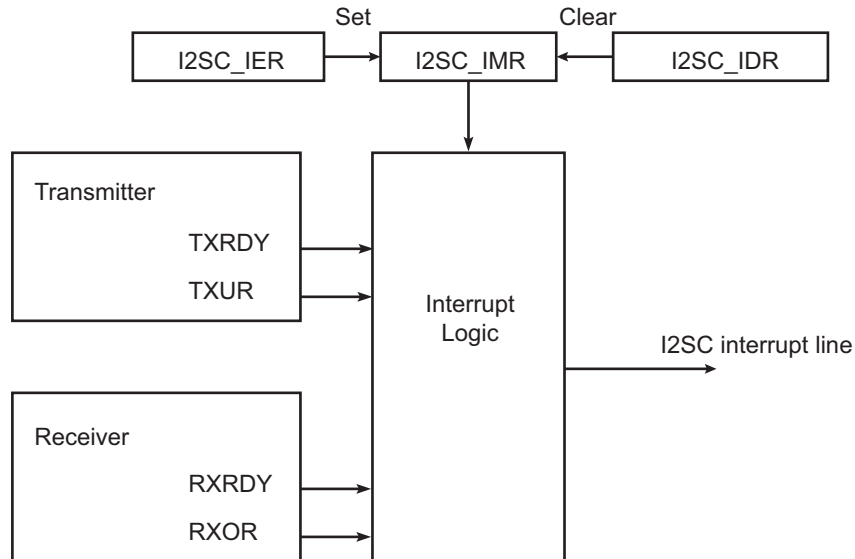 Set
Clear
I2SC_IER
I2SC_IMR
I2SC_IDR
Transmitter
TXRDY
TXUR
Interrupt
Logic
I2SC interrupt line
Receiver
RXRDY
RXOR